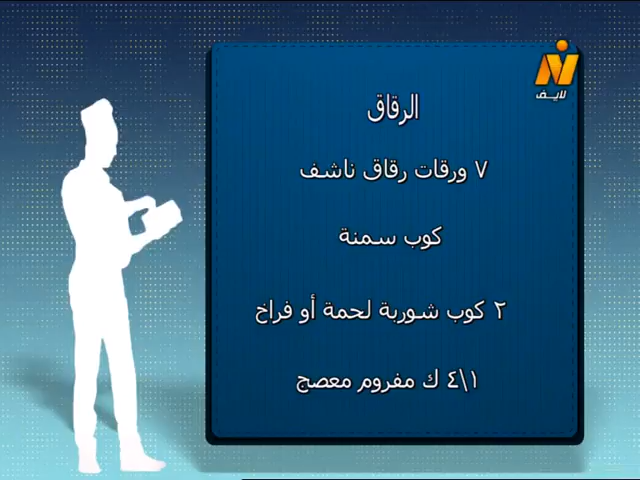 لايف
الرقاق
٧ ورقات رقاق ناشف
كوب سمنة
٢ كوب شوربة لحمة أو فراخ
١\٤ ك مفروم معصج